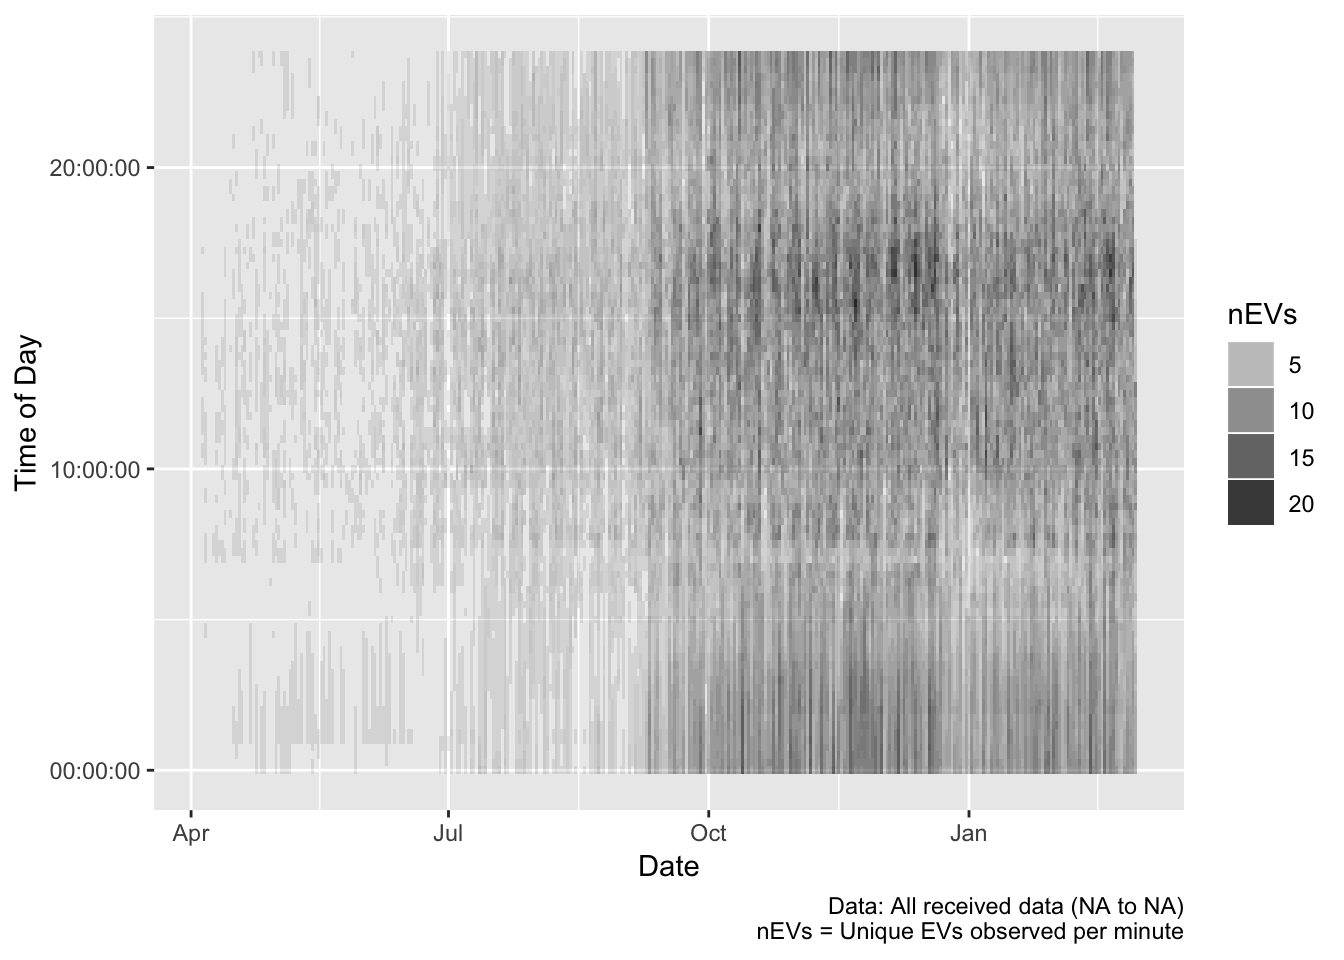 20:00:00
10:00:00
00:00:00
Time of Day
Apr
Jul
Oct
Jan
Date
nEVs
5
10
15
20
Data: All received data (NA to NA)
nEVs = Unique EVs observed per minute